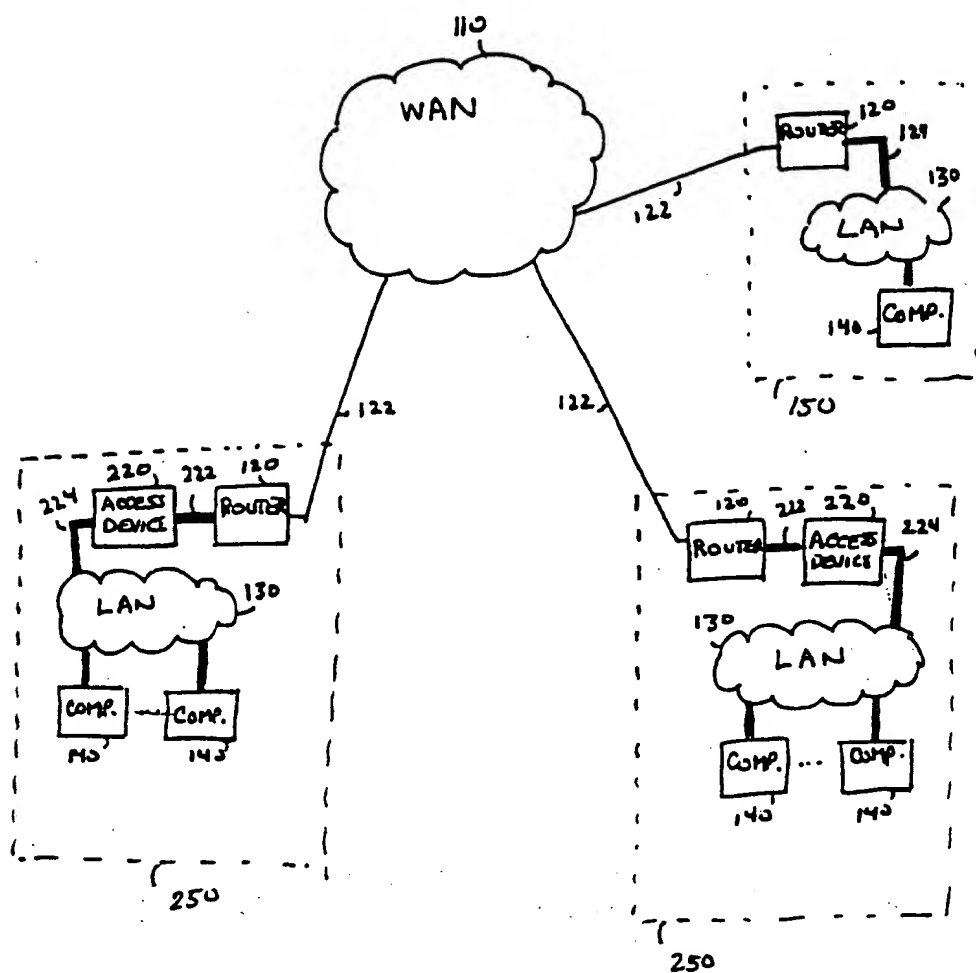 110
WAN
120
ROUTER
124
130
LAN
COMP.
140
150
122
122
122
220
222
120
224
ACCESS
DEVICE
ROUTER
LAN
130
COMP.
COMP.
140
140
250
120
222
220
ROUTER
ACCESS
DEVICE
224
130
LAN
COMP.
...
COMP.
140
140
250